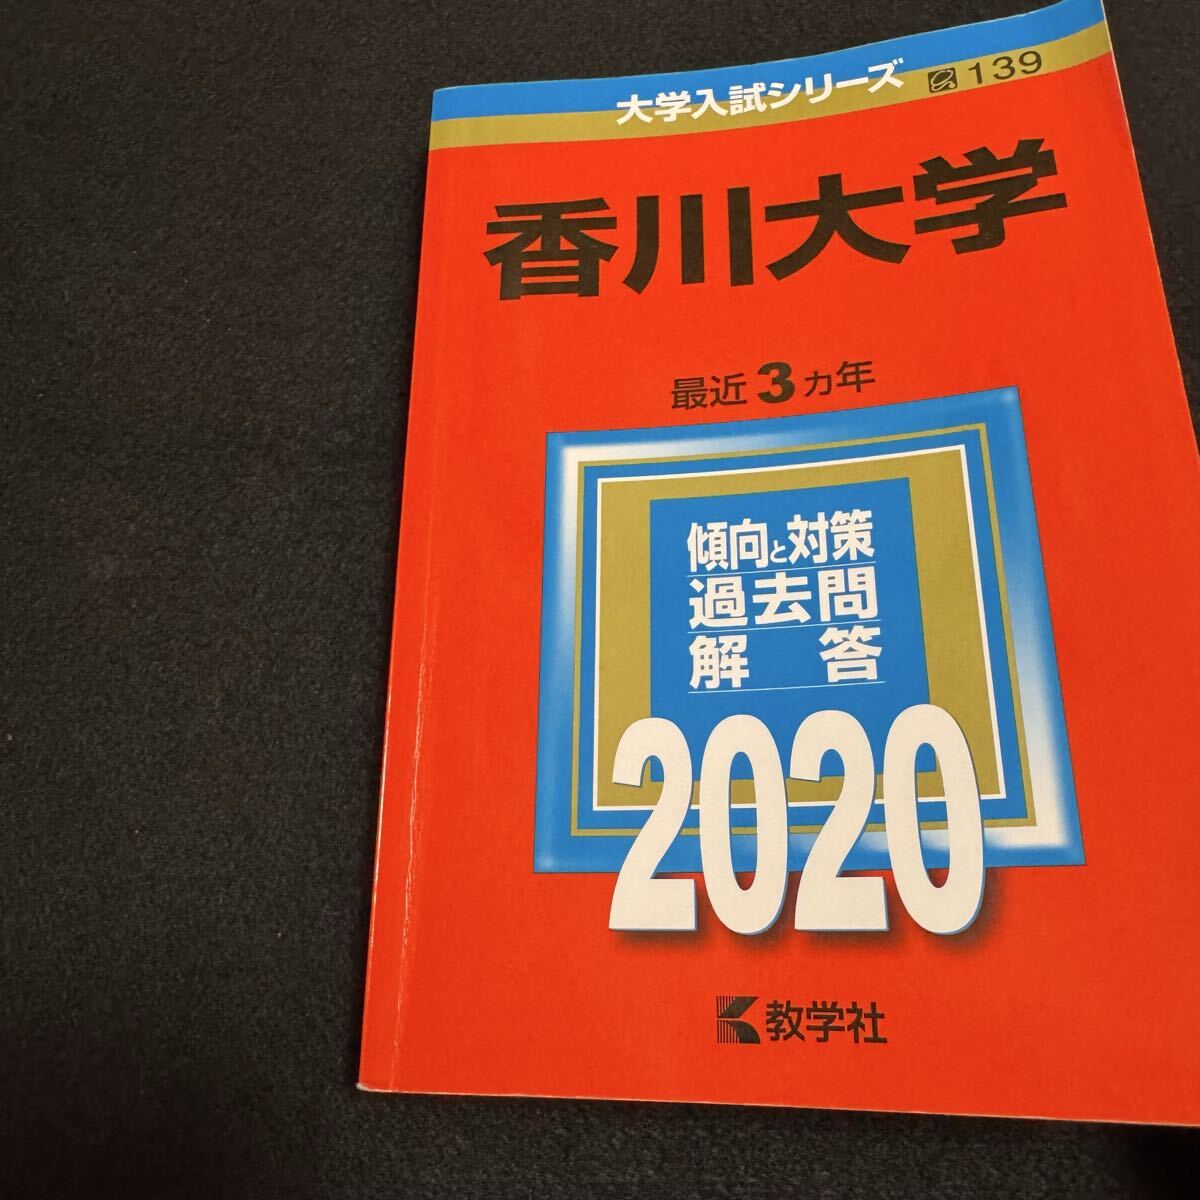 大学入試シリーズ 139
香川大学
最近3ヵ年
傾向と対策
過去問
解答
2020
教学社